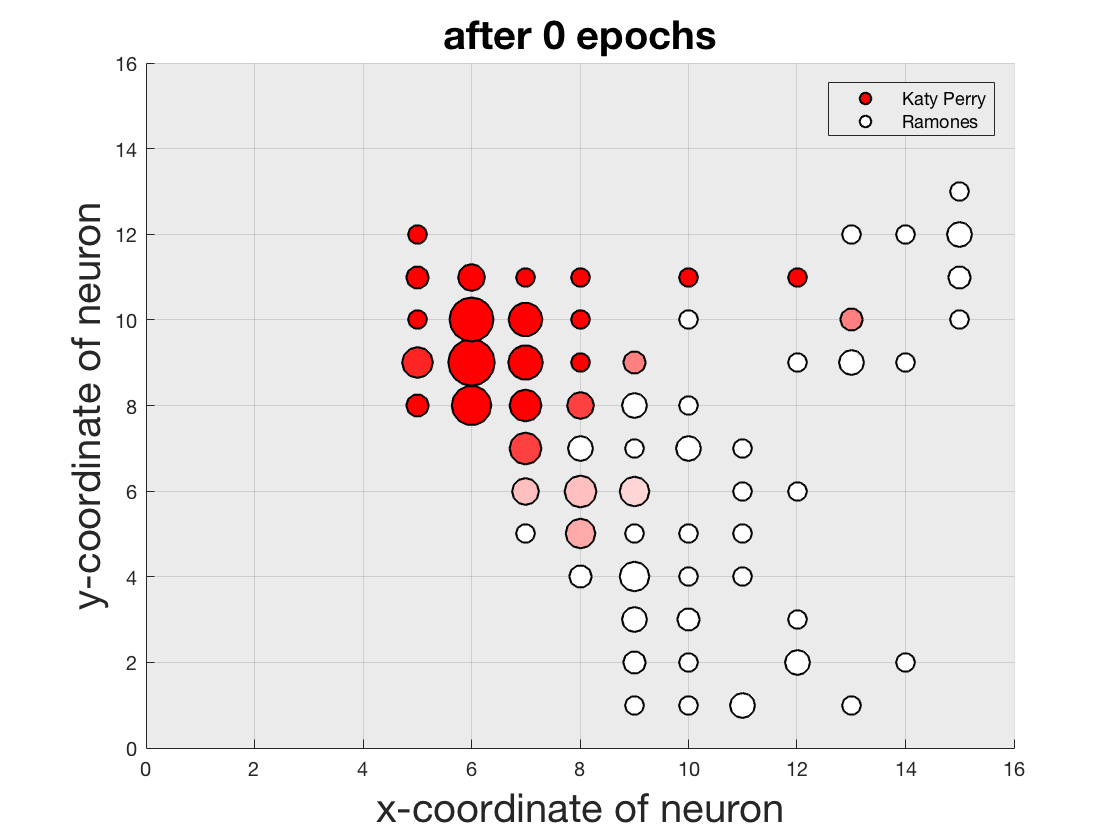 after 0 epochs
Katy Perry
Ramones
16
14
12
10
8
6
4
2
0
y-coordinate of neuron
0 2 4 6 8 10 12 14 16
x-coordinate of neuron